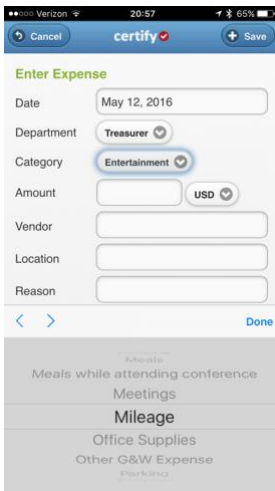 Verizon 20:57 65%
Cancel certify Save
Enter Expense
Date May 12, 2016
Department Treasurer
Category Entertainment
Amount USD
Vendor
Location
Reason
Done
Meals
Meals while attending conference
Meetings
Mileage
Office Supplies
Other G&W Expense
Parking